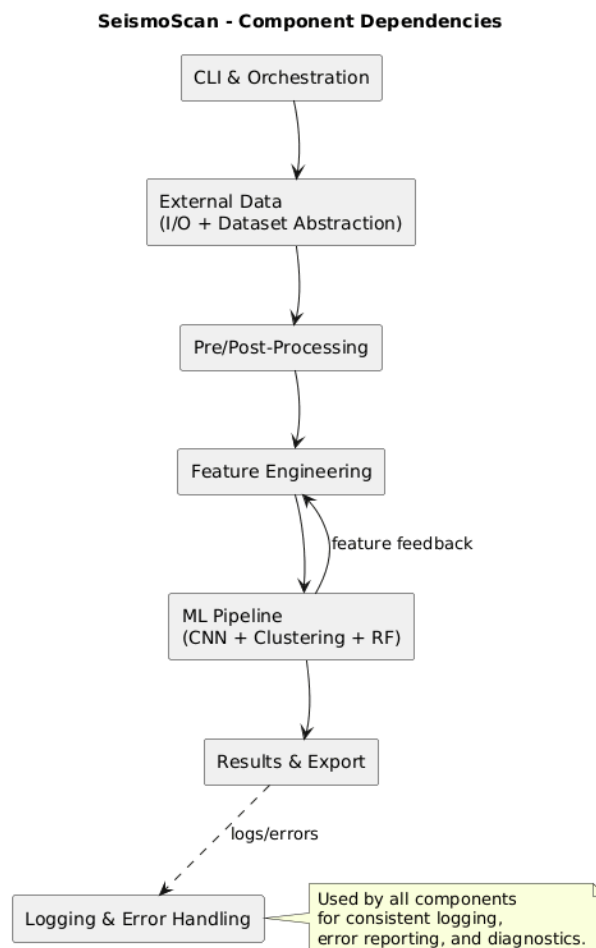 SeismoScan - Component Dependencies
CLI & Orchestration
External Data
(I/O + Dataset Abstraction)
Pre/Post-Processing
Feature Engineering
feature feedback
ML Pipeline
(CNN + Clustering + RF)
Results & Export
logs/errors
Logging & Error Handling
Used by all components
for consistent logging,
error reporting, and diagnostics.